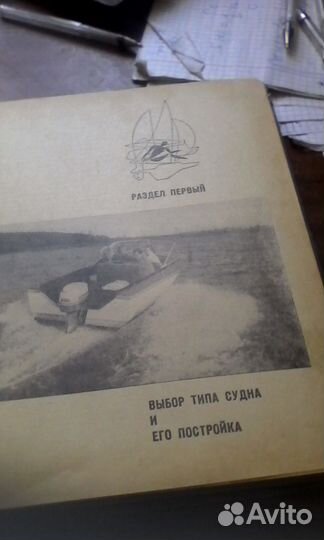 РАЗДЕЛ ПЕРВЫЙ
ВЫБОР ТИПА СУДНА
И
ЕГО ПОСТРОЙКА
Avito